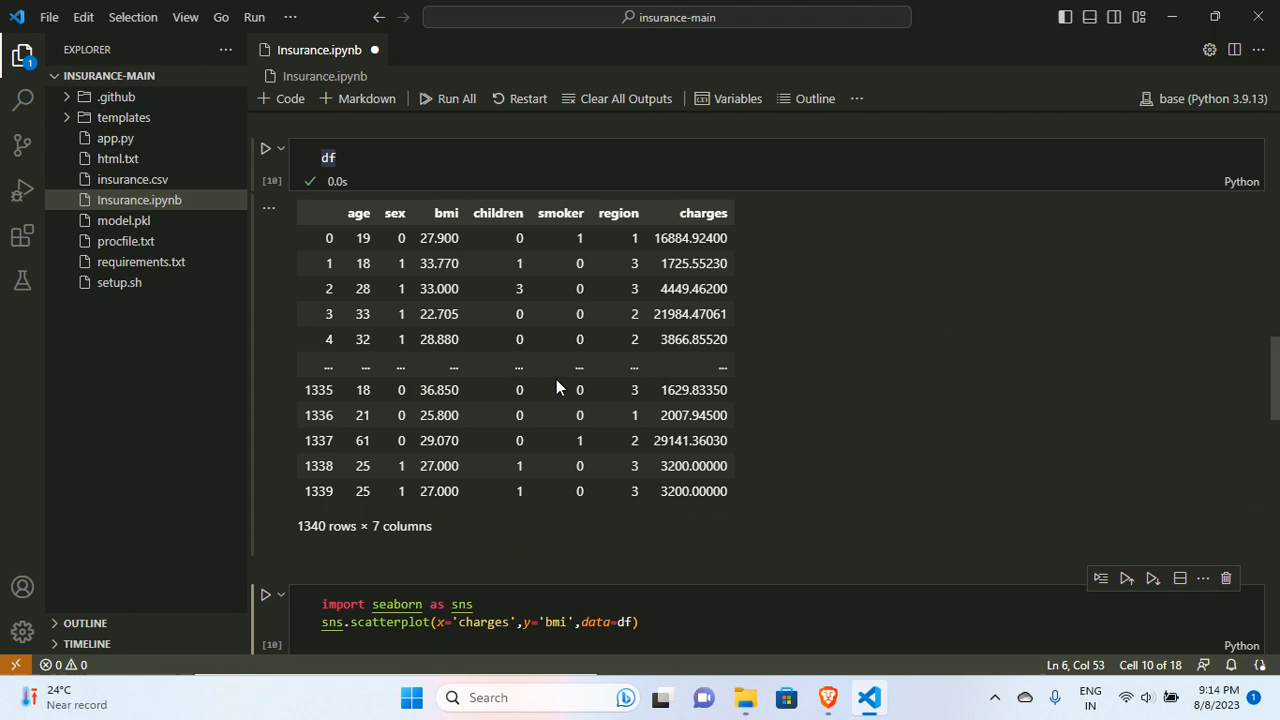 File Edit Selection View Go Run ... insurance-main
EXPLORER ...
Insurance.ipynb
INSURANCE-MAIN
Insurance.ipynb
.github
Code Markdown Run All Restart Clear All Outputs Variables Outline ... base (Python 3.9.13)
templates
app.py
html.txt
insurance.csv
Insurance.ipynb
model.pkl
procfile.txt
requirements.txt
setup.sh
df
[10] 0.0s Python
age sex bmi children smoker region charges
0 19 0 27.900 0 1 1 16884.92400
1 18 1 33.770 1 0 3 1725.55230
2 28 1 33.000 3 0 3 4449.46200
3 33 1 22.705 0 0 2 21984.47061
4 32 1 28.880 0 0 2 3866.85520
... ... ... ... ... ... ... ...
1335 18 0 36.850 0 0 3 1629.83350
1336 21 0 25.800 0 0 1 2007.94500
1337 61 0 29.070 0 1 2 29141.36030
1338 25 1 27.000 1 0 3 3200.00000
1339 25 1 27.000 1 0 3 3200.00000
1340 rows × 7 columns
import seaborn as sns
sns.scatterplot(x='charges',y='bmi',data=df)
[10] Python
OUTLINE
TIMELINE
0 0 Ln 6, Col 53 Cell 10 of 18
1
24°C
Near record
Search
ENG
IN
9:14 PM
8/8/2023
1